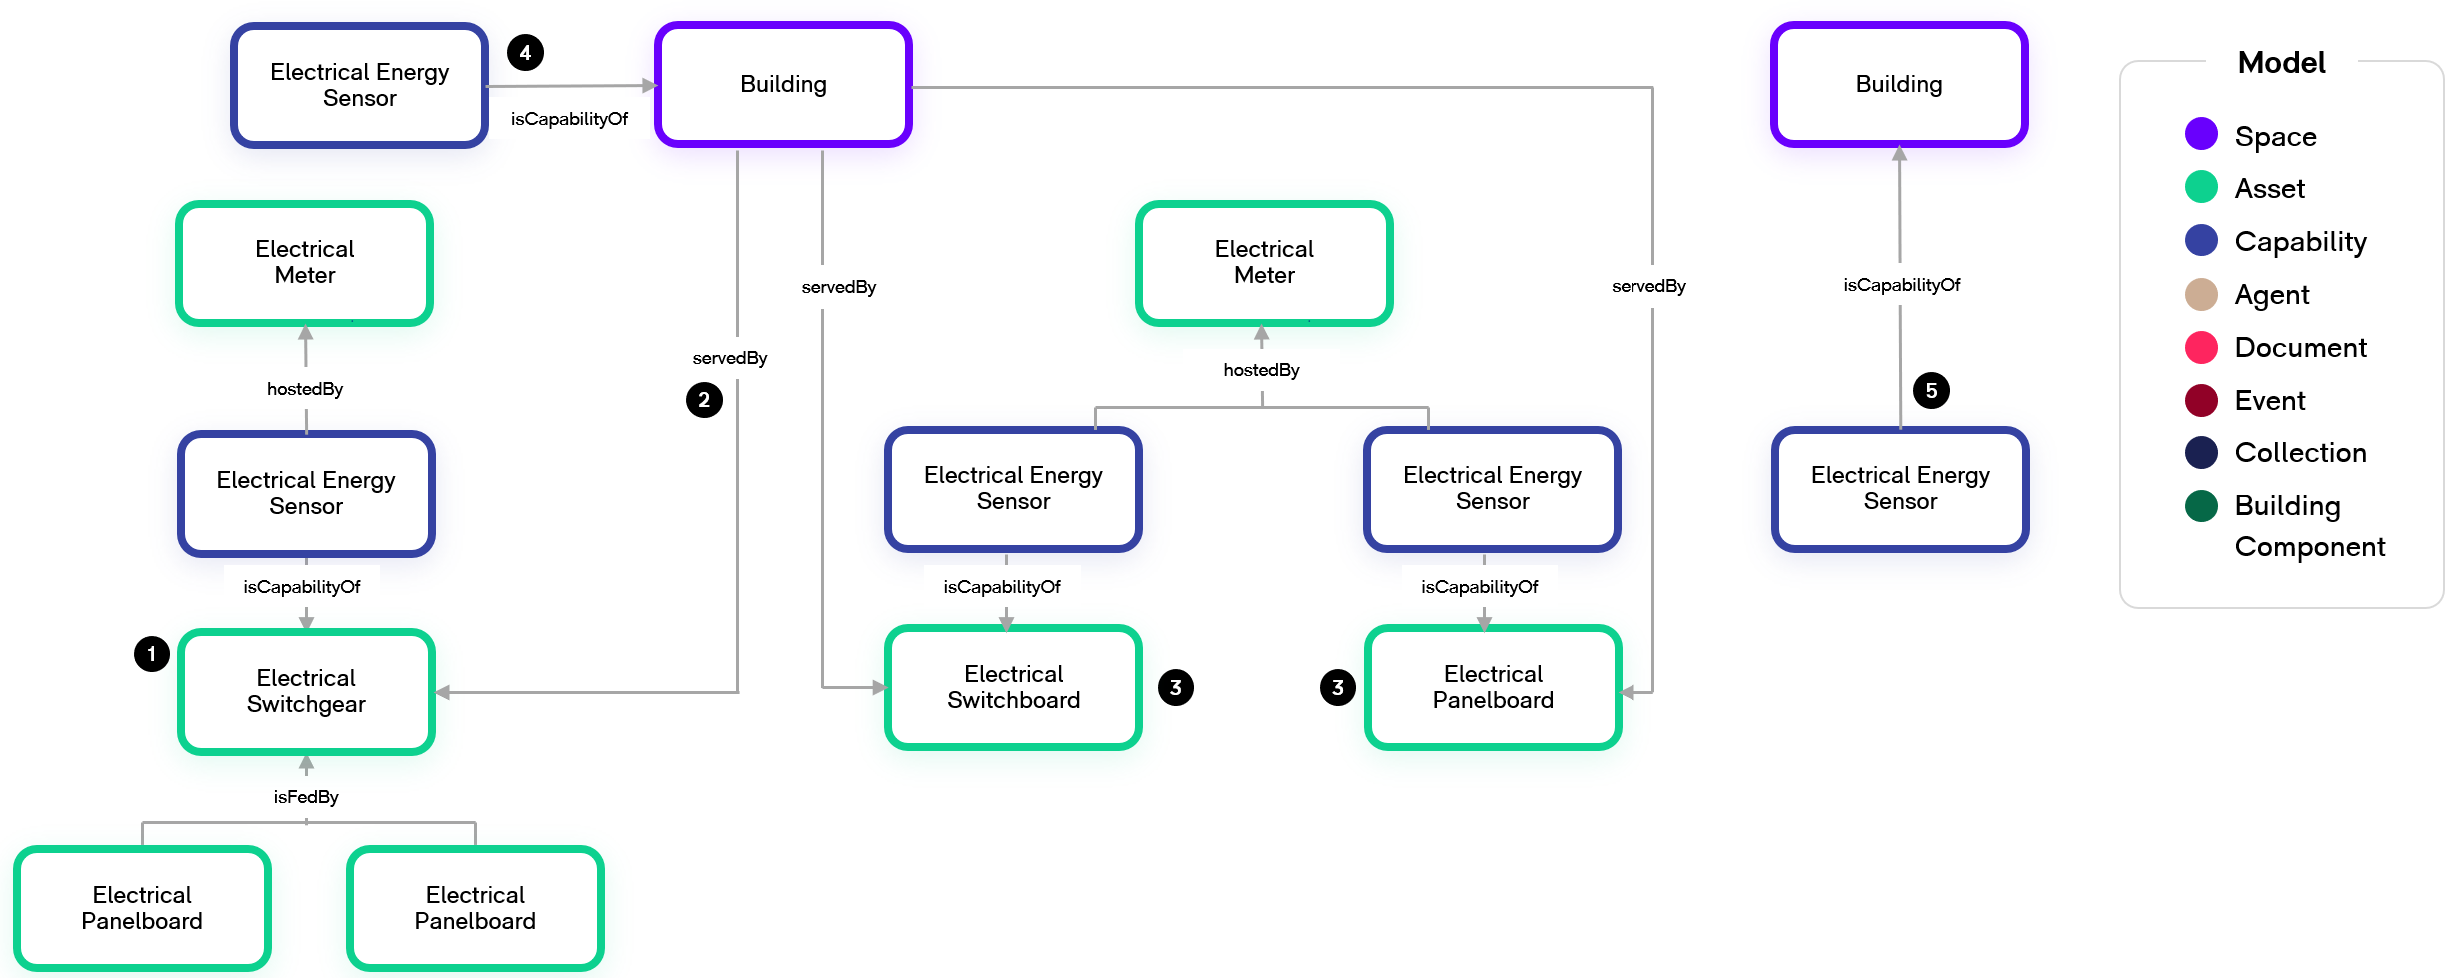 Electrical Energy
Sensor
4
isCapabilityOf
Building
Building
Model
Space
Asset
Capability
Agent
Document
Event
Collection
Building
Component
Electrical
Meter
hostedBy
Electrical Energy
Sensor
isCapabilityOf
1
Electrical
Switchgear
isFedBy
Electrical
Panelboard
Electrical
Panelboard
servedBy
2
servedBy
Electrical
Meter
hostedBy
Electrical Energy
Sensor
isCapabilityOf
Electrical
Switchboard
3
Electrical Energy
Sensor
isCapabilityOf
3
Electrical
Panelboard
servedBy
isCapabilityOf
5
Electrical Energy
Sensor